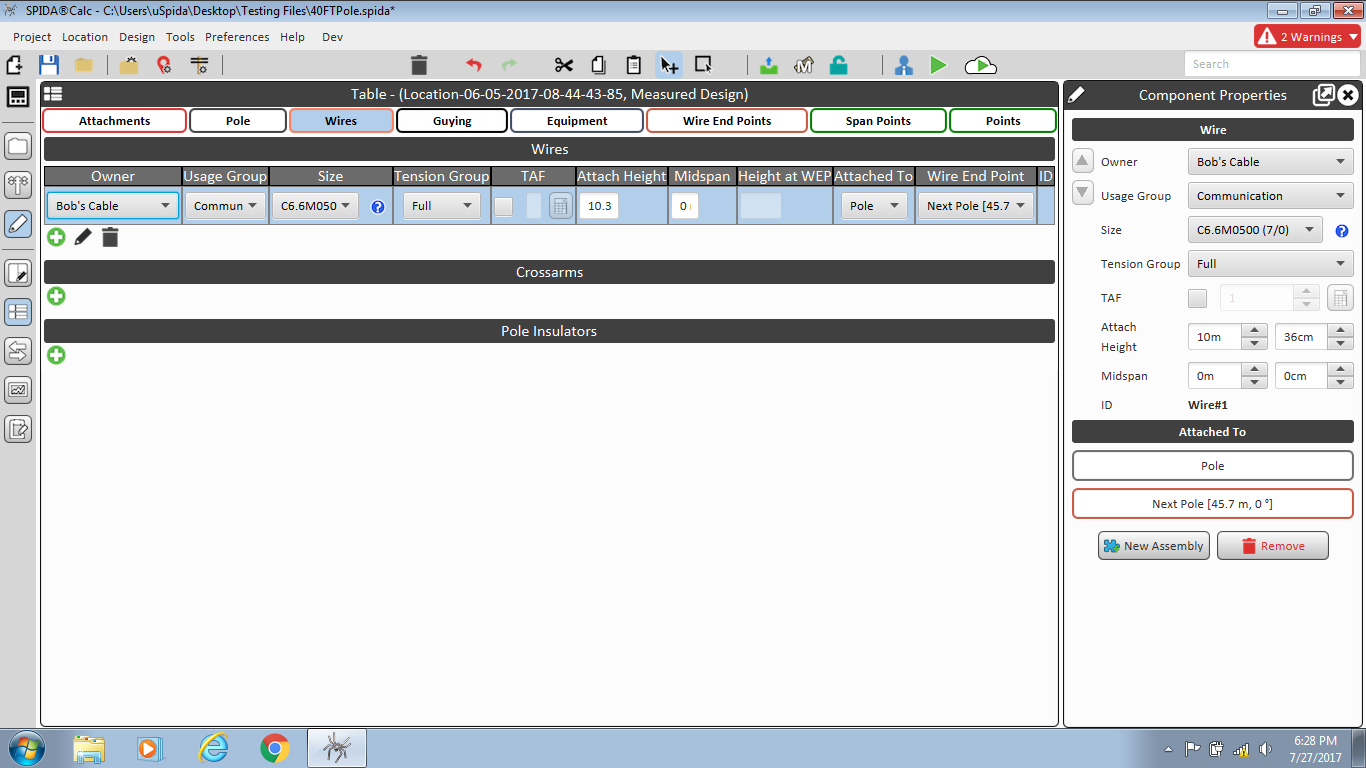 SPIDA®Calc - C:\Users\uSpida\Desktop\Testing Files\40FTPole.spida*
Project Location Design Tools Preferences Help Dev
2 Warnings
Search
Table - (Location-06-05-2017-08-44-43-85, Measured Design)
Attachments Pole Wires Guying Equipment Wire End Points Span Points Points
Wires
Owner Usage Group Size Tension Group TAF Attach Height Midspan Height at WEP Attached To Wire End Point ID
Bob's Cable Commun C6.6M050 Full 10.3 0 Pole Next Pole [45.7
Crossarms
Pole Insulators
Component Properties
Wire
Owner Bob's Cable
Usage Group Communication
Size C6.6M0500 (7/0)
Tension Group Full
TAF 1
Attach Height 10m 36cm
Midspan 0m 0cm
ID Wire#1
Attached To
Pole
Next Pole [45.7 m, 0 °]
New Assembly Remove
6:28 PM
7/27/2017